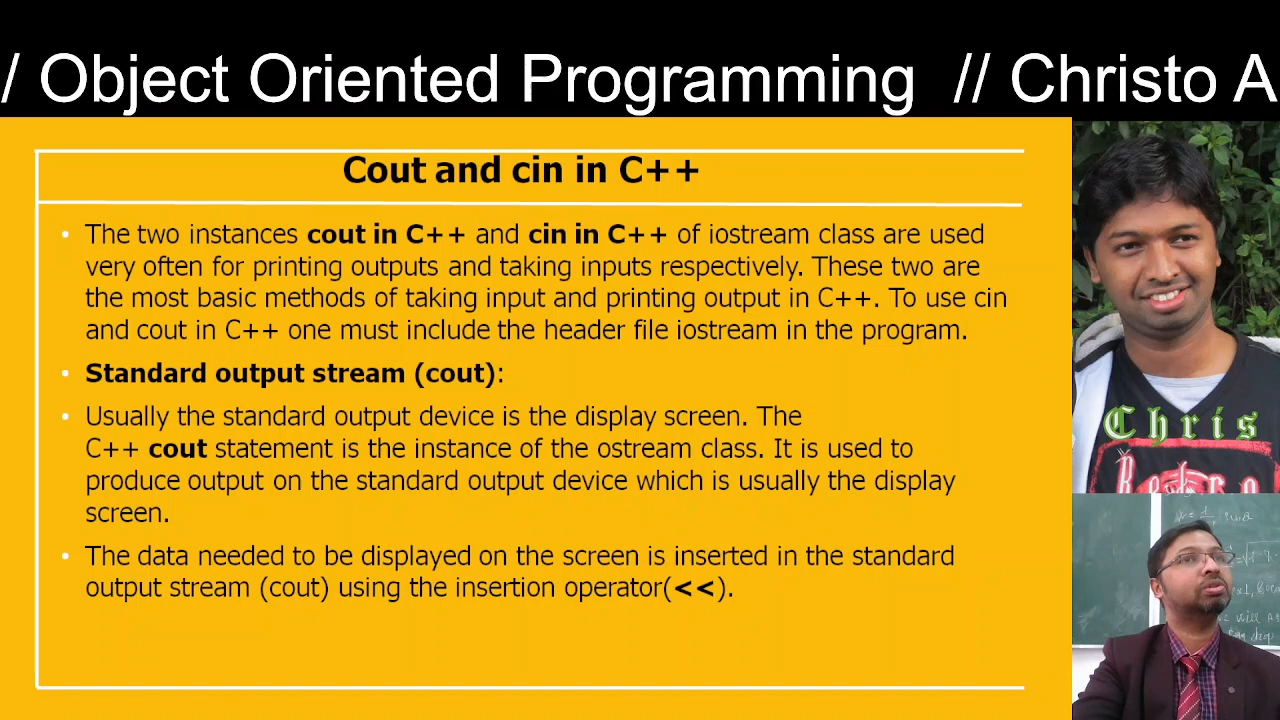 / Object Oriented Programming // Christo A
Cout and cin in C++
• The two instances cout in C++ and cin in C++ of iostream class are used
very often for printing outputs and taking inputs respectively. These two are
the most basic methods of taking input and printing output in C++. To use cin
and cout in C++ one must include the header file iostream in the program.
• Standard output stream (cout):
• Usually the standard output device is the display screen. The
C++ cout statement is the instance of the ostream class. It is used to
produce output on the standard output device which is usually the display
screen.
• The data needed to be displayed on the screen is inserted in the standard
output stream (cout) using the insertion operator(<<).
Chris